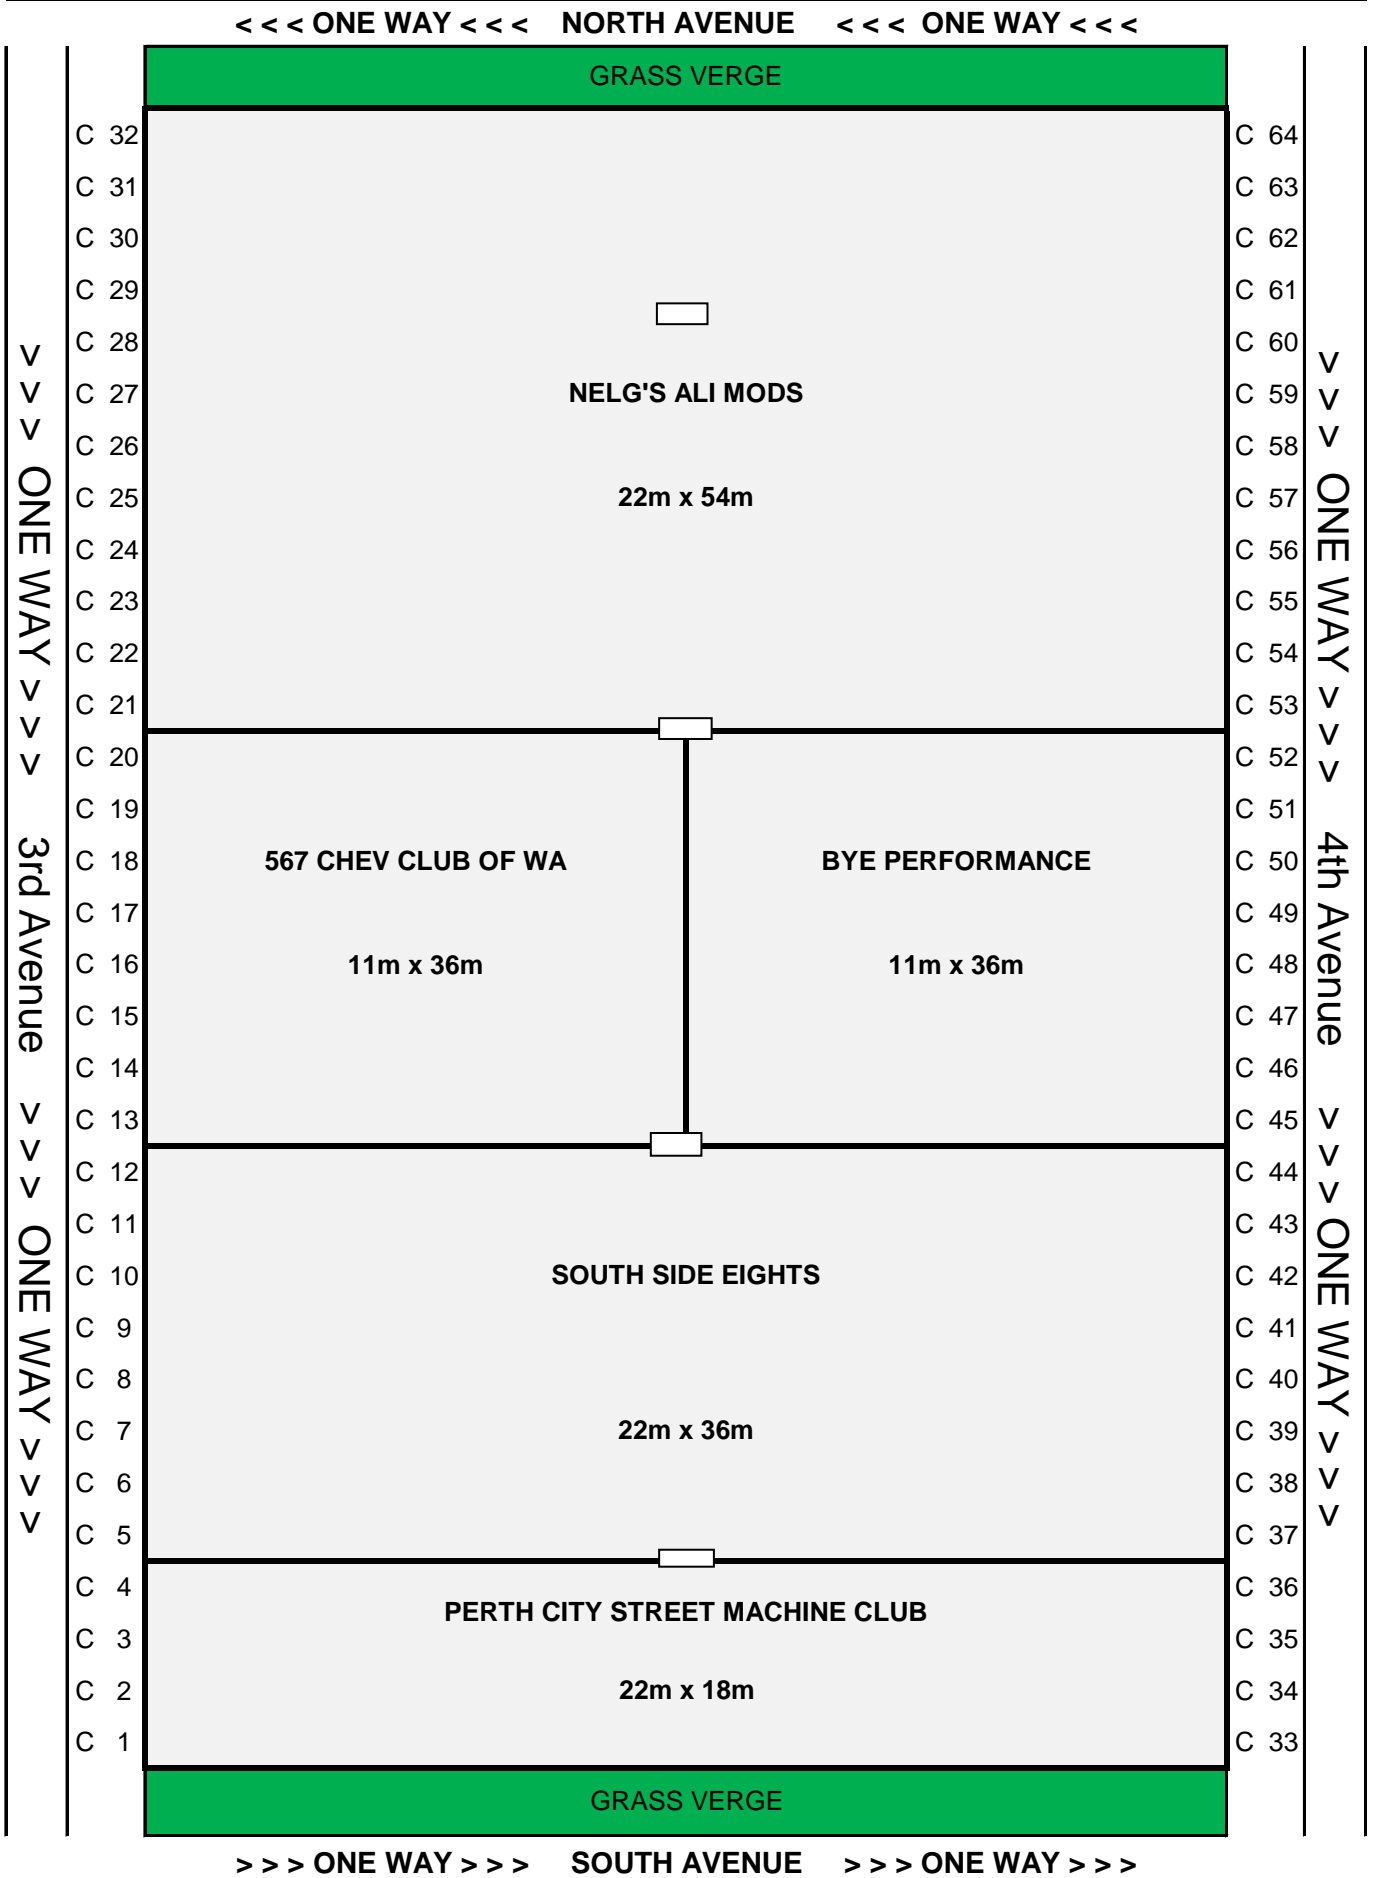 < < < ONE WAY < < < NORTH AVENUE < < < ONE WAY < < <
GRASS VERGE
C 32 C 64
C 31 C 63
C 30 C 62
C 29 C 61
C 28 C 60
C 27 NELG'S ALI MODS C 59
C 26 C 58
C 25 22m x 54m C 57
C 24 C 56
C 23 C 55
C 22 C 54
C 21 C 53
C 20 C 52
C 19 C 51
C 18 567 CHEV CLUB OF WA BYE PERFORMANCE C 50
C 17 C 49
C 16 11m x 36m 11m x 36m C 48
C 15 C 47
C 14 C 46
C 13 C 45
C 12 C 44
C 11 C 43
C 10 SOUTH SIDE EIGHTS C 42
C 9 C 41
C 8 C 40
C 7 22m x 36m C 39
C 6 C 38
C 5 C 37
C 4 C 36
PERTH CITY STREET MACHINE CLUB
C 3 C 35
C 2 22m x 18m C 34
C 1 C 33
GRASS VERGE
> > > ONE WAY > > > SOUTH AVENUE > > > ONE WAY > > >
> > > ONE WAY > > > 3rd Avenue > > > ONE WAY > > >
> > > ONE WAY > > > 4th Avenue > > > ONE WAY > > >